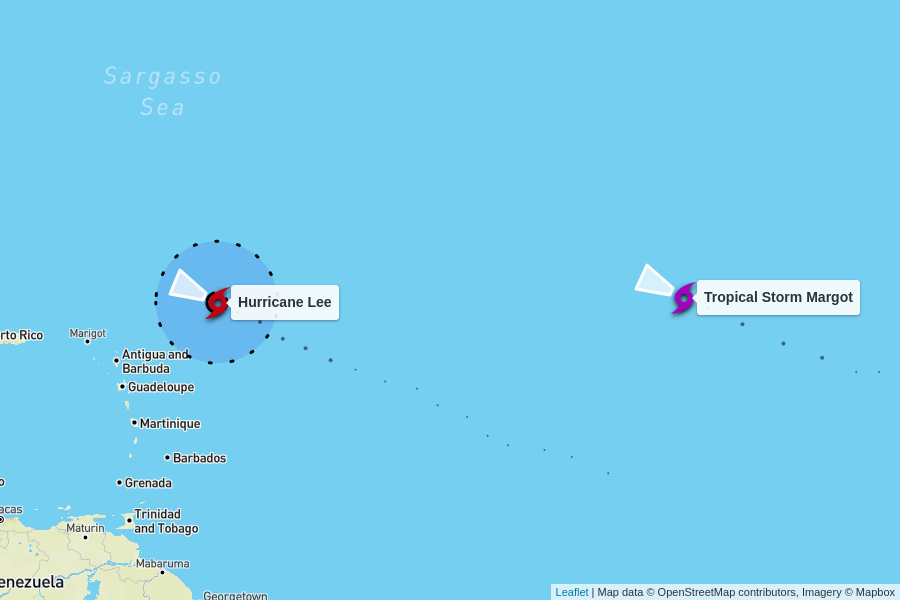 Sargasso
Sea
Hurricane Lee
Tropical Storm Margot
rto Rico
Marigot
Antigua and
Barbuda
Guadeloupe
Martinique
Barbados
Grenada
o
acas
Trinidad
and Tobago
Maturin
Mabaruma
enezuela
Georgetown
Leaflet | Map data © OpenStreetMap contributors, Imagery © Mapbox